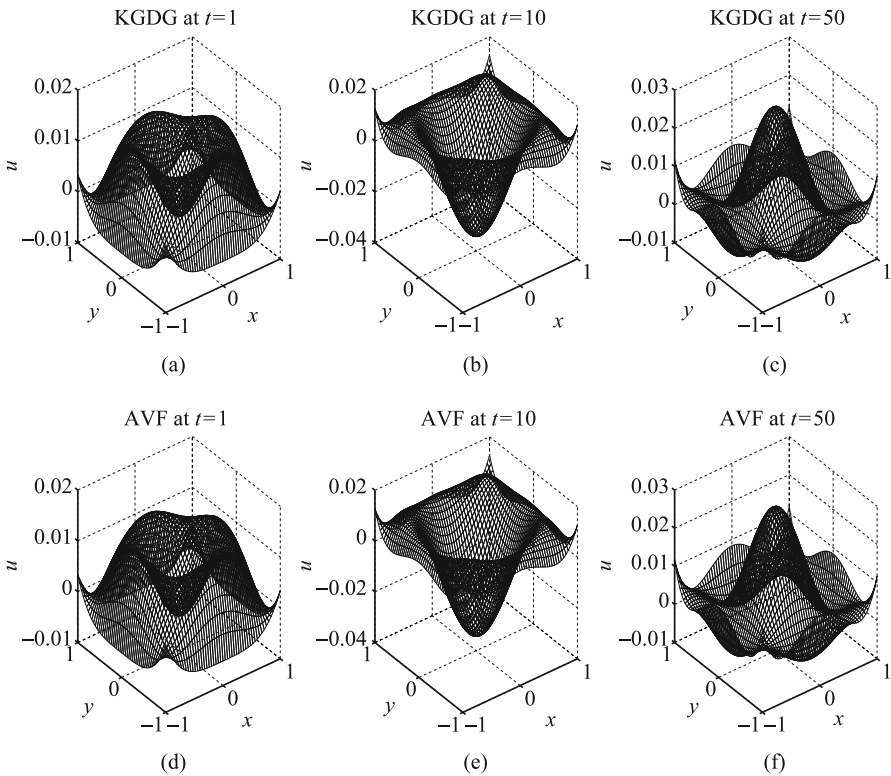 KGDG at t=1
0.02
0.01
0
−0.01
u
1
0
−1
y
−1
0
1
x
(a)
KGDG at t=10
0.02
0
−0.02
−0.04
u
1
0
−1
y
−1
0
1
x
(b)
KGDG at t=50
0.03
0.02
0.01
0
−0.01
u
1
0
−1
y
−1
0
1
x
(c)
AVF at t=1
0.02
0.01
0
−0.01
u
1
0
−1
y
−1
0
1
x
(d)
AVF at t=10
0.02
0
−0.02
−0.04
u
1
0
−1
y
−1
0
1
x
(e)
AVF at t=50
0.03
0.02
0.01
0
−0.01
u
1
0
−1
y
−1
0
1
x
(f)